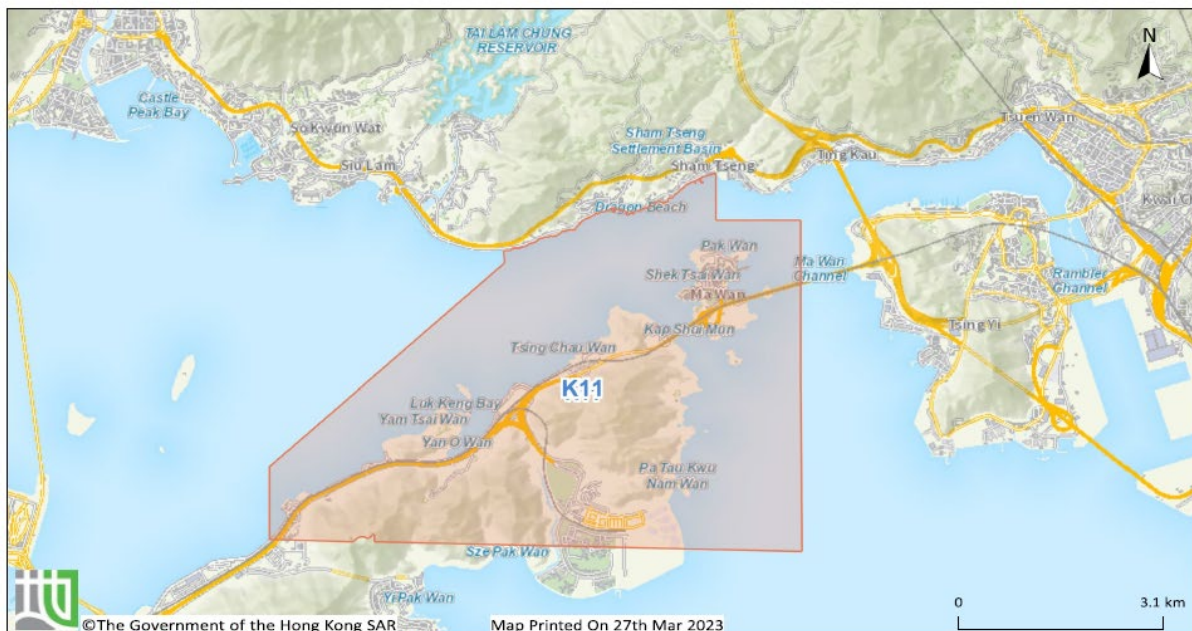 TAI LAM CHUNG
RESERVOIR
N
Castle
Peak Bay
So Kwun Wat
Tsuen Wan
Sham Tseng
Settlement Basin
Ting Kau
Siu Lam
Sham Tseng
Dragon Beach
Pak Wan
Ma Wan
Channel
Shek Tsai Wan
Rambler
Channel
Ma Wan
Kap Shui Mun
Tsing Yi
Tsing Chau Wan
K11
Luk Keng Bay
Yam Tsai Wan
Yan O Wan
Pa Tau Kwu
Nam Wan
Sze Pak Wan
Yi Pak Wan
0 3.1 km
©The Government of the Hong Kong SAR Map Printed On 27th Mar 2023